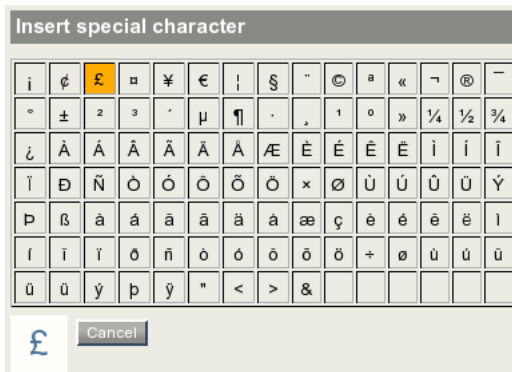 Insert special character
¡ ¢ £ ¤ ¥ € ¦ § ¨ © ª « ¬ ® ¯
° ± ² ³ ´ µ ¶ · ¸ ¹ º » ¼ ½ ¾
¿ À Á Â Ã Ä Å Æ È É Ê Ë Ì Í Î
Ï Ð Ñ Ò Ó Ô Õ Ö × Ø Ù Ú Û Ü Ý
Þ ß à á â ã ä å æ ç è é ê ë ì
í î ï ð ñ ò ó ô õ ö ÷ ø ù ú û
ü ü ý þ ÿ " < > &
£ Cancel